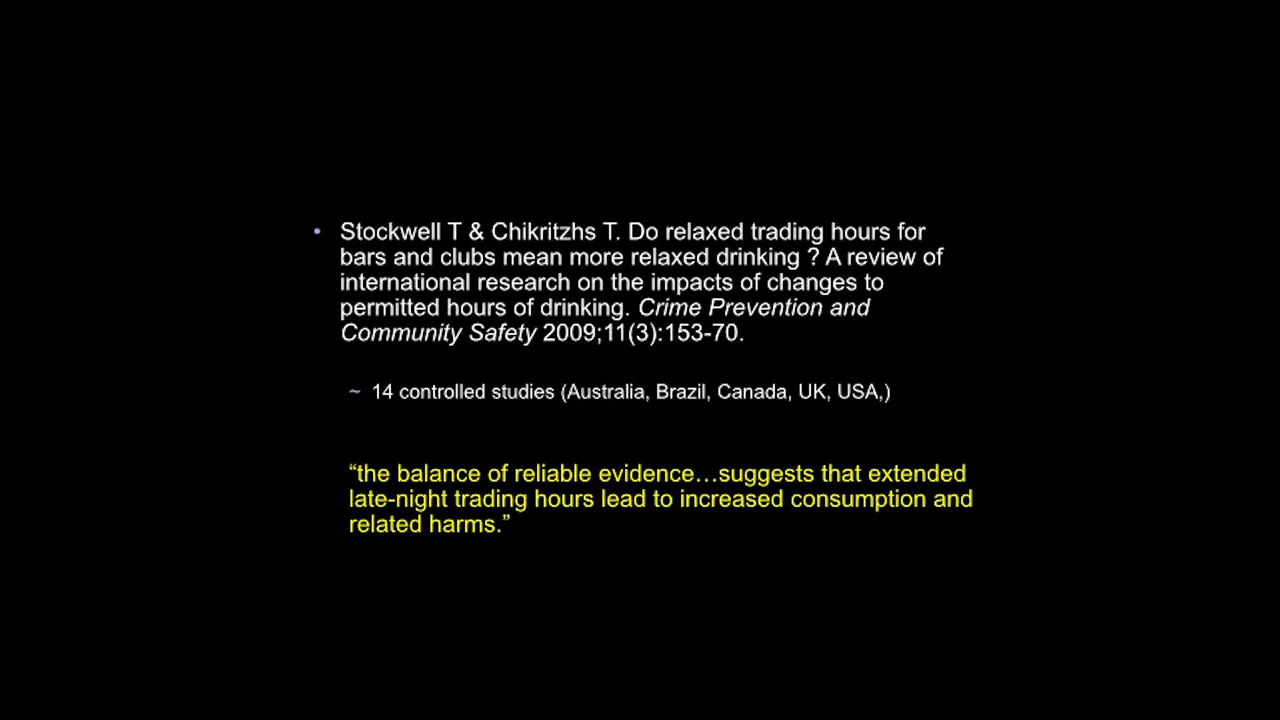 • Stockwell T & Chikritzhs T. Do relaxed trading hours for
bars and clubs mean more relaxed drinking ? A review of
international research on the impacts of changes to
permitted hours of drinking. Crime Prevention and
Community Safety 2009;11(3):153-70.
~ 14 controlled studies (Australia, Brazil, Canada, UK, USA,)
“the balance of reliable evidence…suggests that extended
late-night trading hours lead to increased consumption and
related harms.”